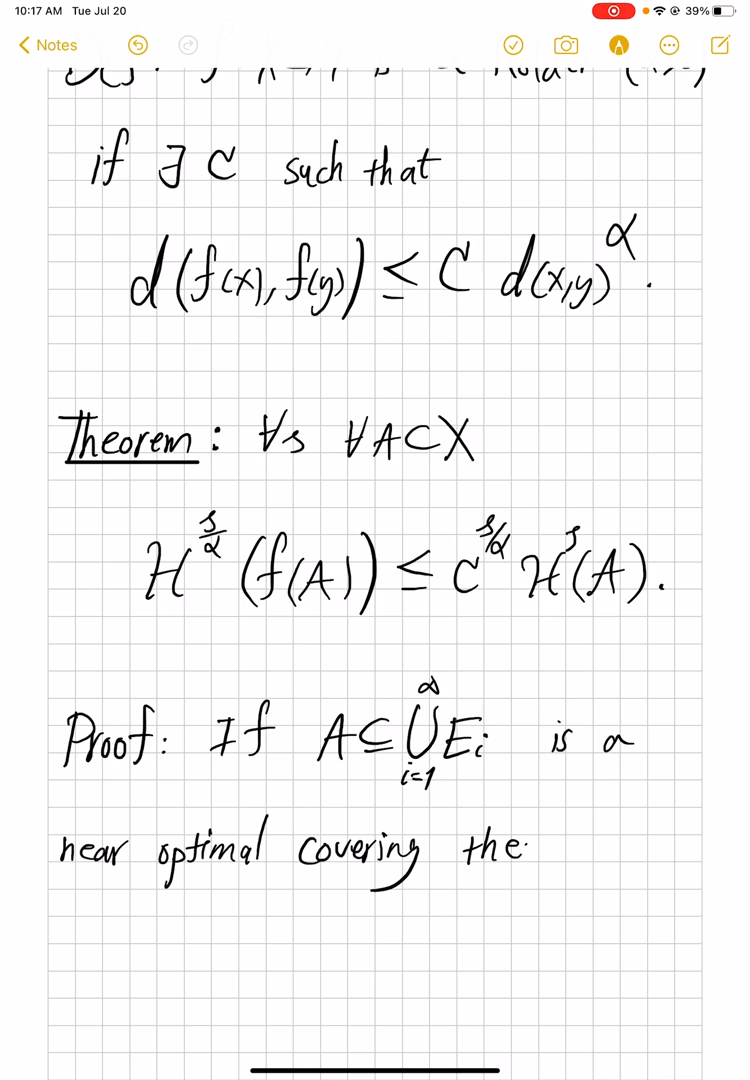 10:17 AM Tue Jul 20
39%
Notes
if ∃ C such that
d(f(x), f(y)) ≤ C d(x,y)^α.
Theorem: ∀s ∀A⊂X
H^{s/α} (f(A)) ≤ C^{s/α} H^s(A).
Proof: If A ⊆ ⋃_{i=1}^∞ E_i is a
near optimal covering the